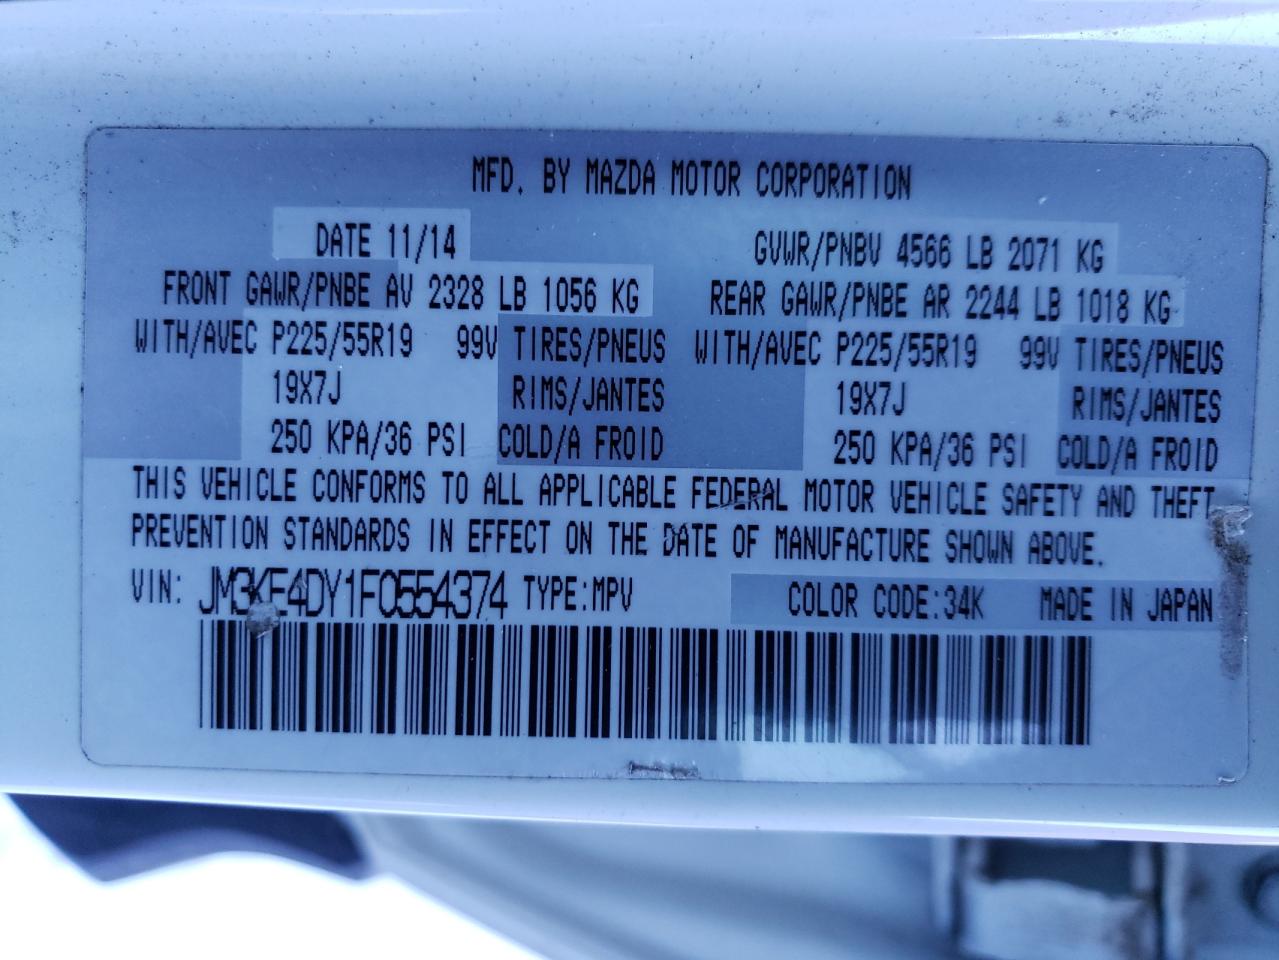 MFD. BY MAZDA MOTOR CORPORATION
DATE 11/14 GVWR/PNBV 4566 LB 2071 KG
FRONT GAWR/PNBE AV 2328 LB 1056 KG REAR GAWR/PNBE AR 2244 LB 1018 KG
WITH/AVEC P225/55R19 99V TIRES/PNEUS WITH/AVEC P225/55R19 99V TIRES/PNEUS
19X7J RIMS/JANTES 19X7J RIMS/JANTES
250 KPA/36 PSI COLD/A FROID 250 KPA/36 PSI COLD/A FROID
THIS VEHICLE CONFORMS TO ALL APPLICABLE FEDERAL MOTOR VEHICLE SAFETY AND THEFT
PREVENTION STANDARDS IN EFFECT ON THE DATE OF MANUFACTURE SHOWN ABOVE.
VIN: JM3KE4DY1F0554374 TYPE:MPV COLOR CODE:34K MADE IN JAPAN